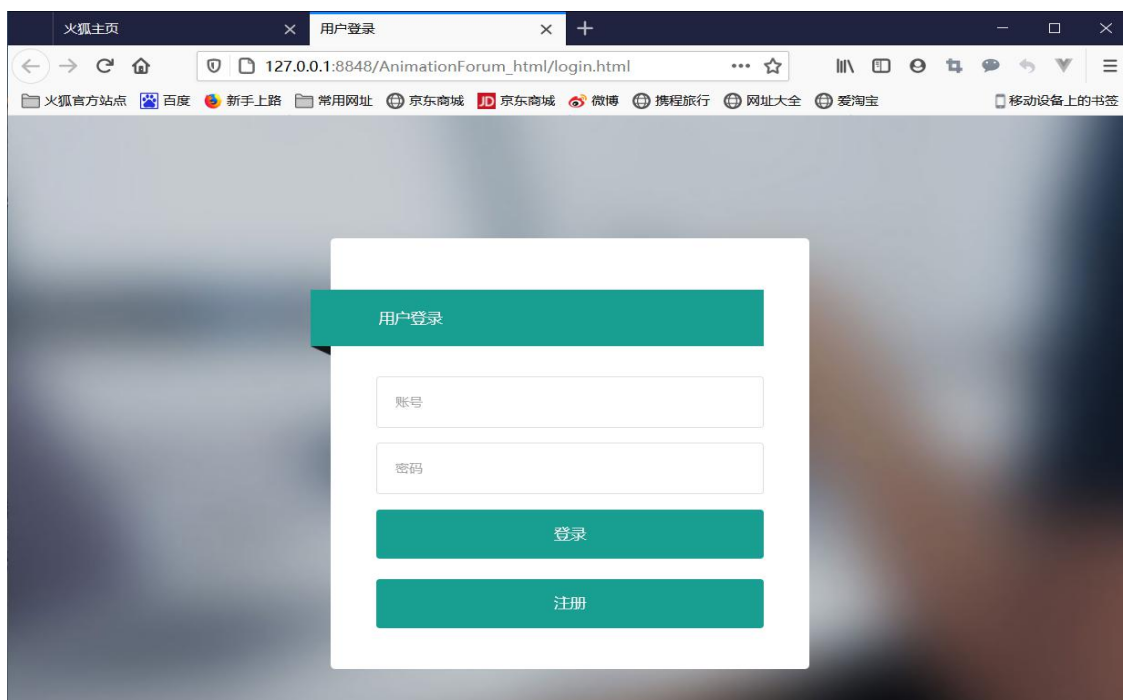 火狐主页 用户登录
127.0.0.1:8848/AnimationForum_html/login.html
火狐官方站点 百度 新手上路 常用网址 京东商城 JD 京东商城 微博 携程旅行 网址大全 爱淘宝 移动设备上的书签
用户登录
账号
密码
登录
注册